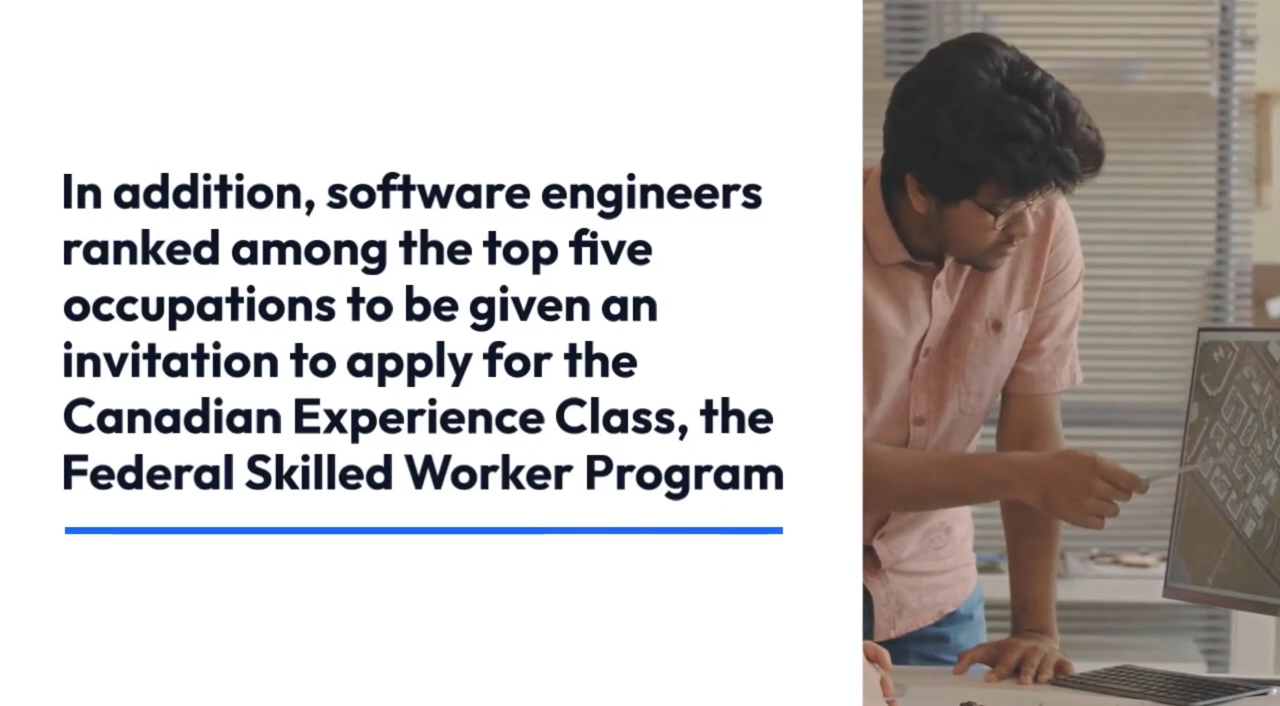 In addition, software engineers
ranked among the top five
occupations to be given an
invitation to apply for the
Canadian Experience Class, the
Federal Skilled Worker Program